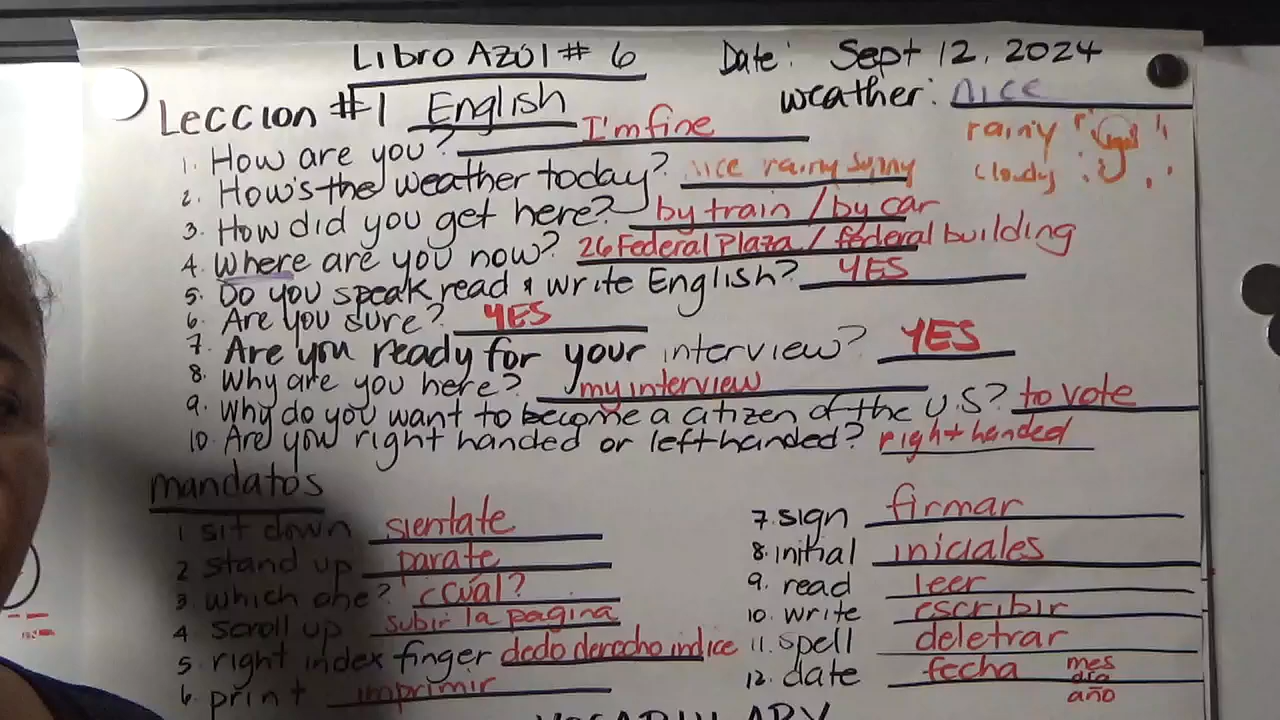 Libro Azúl # 6 Date: Sept 12, 2024
Leccion #1 English weather: nice
1. How are you? I'm fine rainy
2. How's the weather today? nice rainy sunny cloudy
3. How did you get here? by train / by car
4. Where are you now? 26 Federal Plaza / federal building
5. Do you speak read & write English? YES
6. Are you sure? YES
7. Are you ready for your interview? YES
8. Why are you here? my interview
9. Why do you want to become a citizen of the U.S? to vote
10. Are you right handed or left handed? right handed
mandatos
1 sit down sientate
2 stand up parate
3 which one? ¿cúal?
4 scroll up subir la pagina
5 right index finger dedo derecho indice
6 print imprimir
7. sign firmar
8. initial iniciales
9. read leer
10. write escribir
11. spell deletrar
12. date fecha mes
dia
año
VOCABULARY